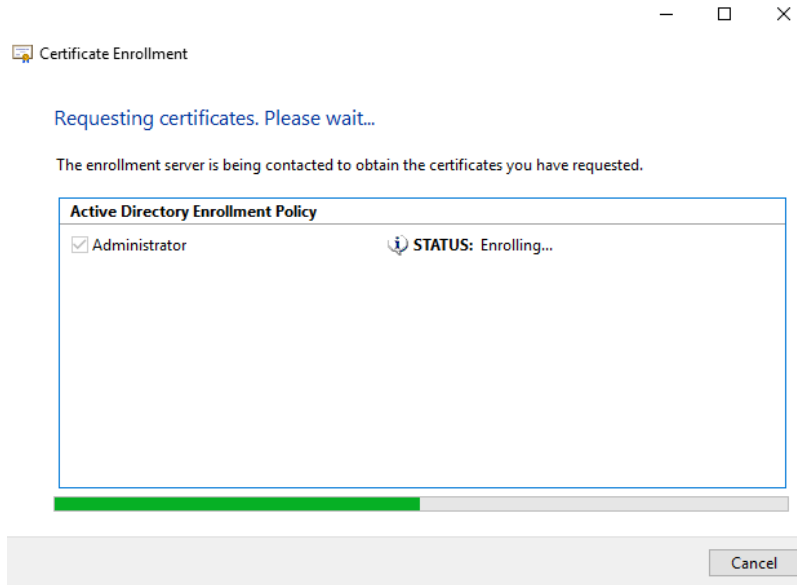 Certificate Enrollment
Requesting certificates. Please wait...
The enrollment server is being contacted to obtain the certificates you have requested.
Active Directory Enrollment Policy
Administrator STATUS: Enrolling...
Cancel